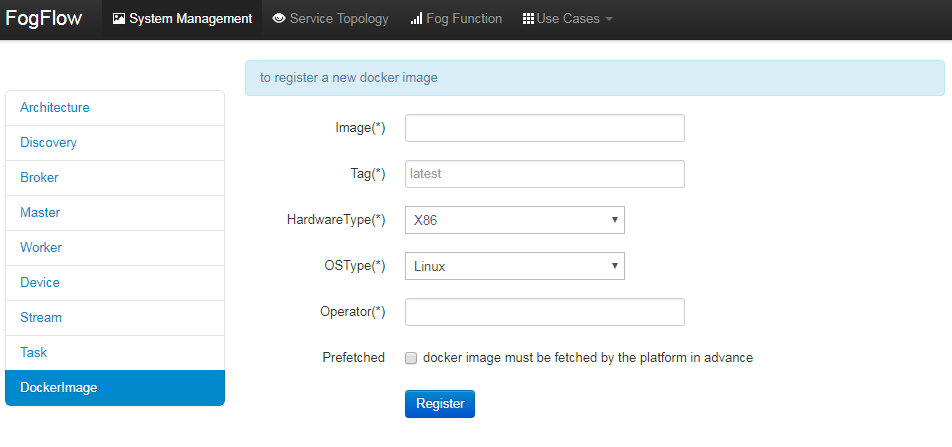 FogFlow System Management Service Topology Fog Function Use Cases
to register a new docker image
Architecture
Discovery
Broker
Master
Worker
Device
Stream
Task
DockerImage
Image(*)
Tag(*) latest
HardwareType(*) X86
OSType(*) Linux
Operator(*)
Prefetched docker image must be fetched by the platform in advance
Register